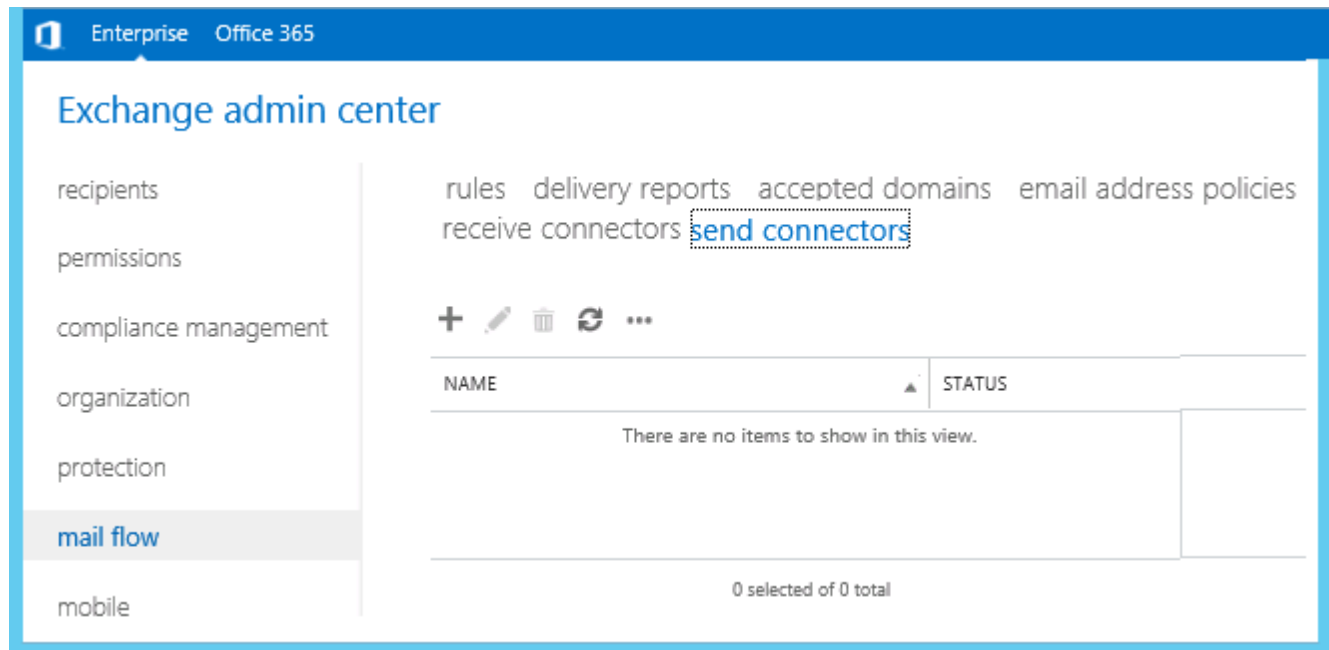 Enterprise Office 365
Exchange admin center
recipients
permissions
compliance management
organization
protection
mail flow
mobile
rules delivery reports accepted domains email address policies
receive connectors send connectors
NAME STATUS
There are no items to show in this view.
0 selected of 0 total